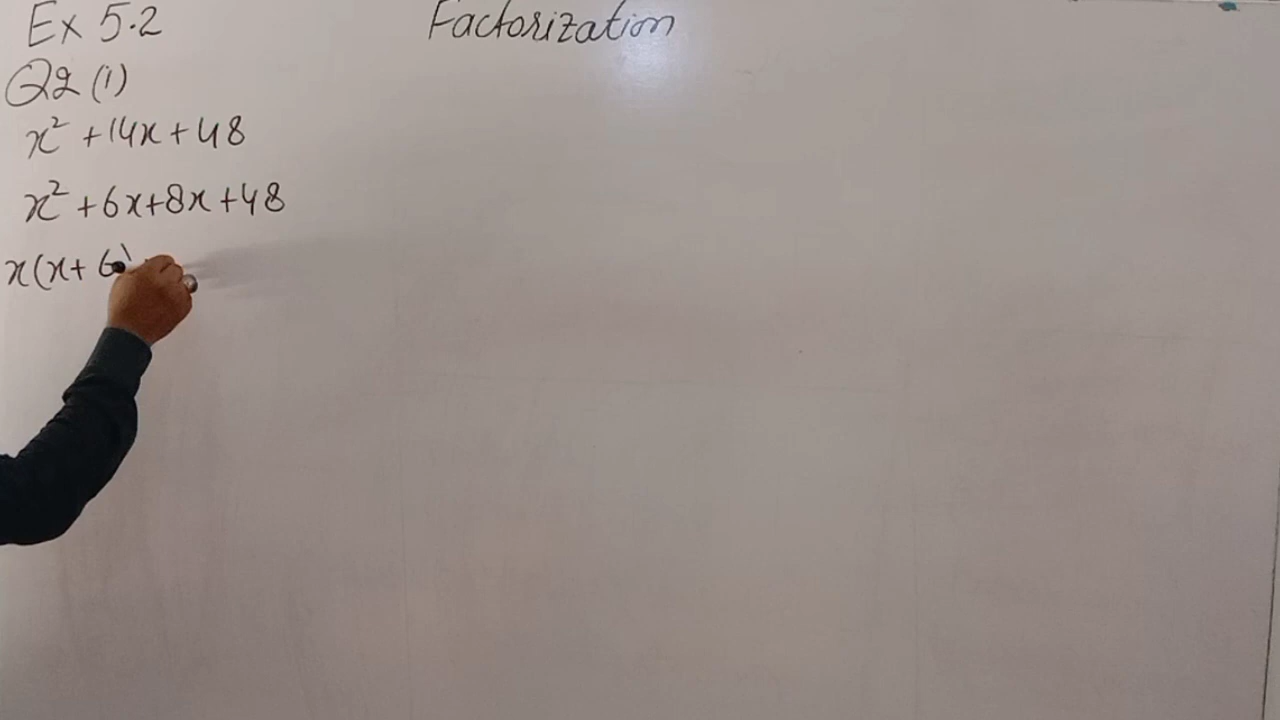 Ex 5.2
Factorization
Q2 (i)
x² + 14x + 48
x² + 6x + 8x + 48
x(x + 6)